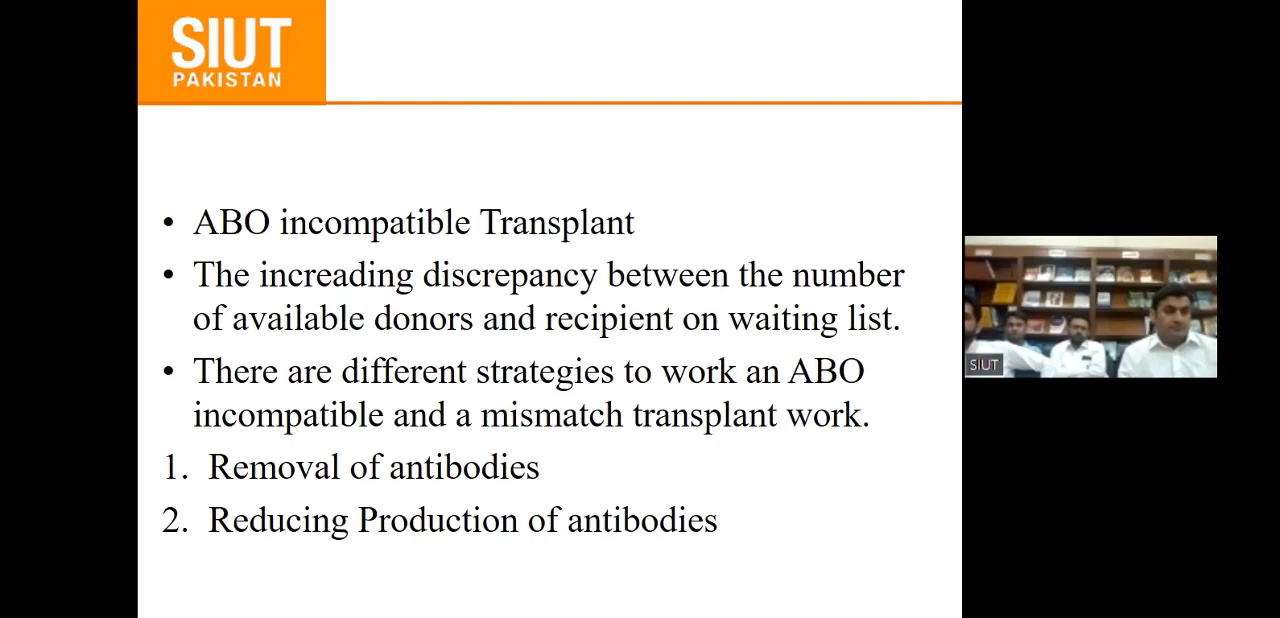 SIUT
PAKISTAN
• ABO incompatible Transplant
• The increading discrepancy between the number
of available donors and recipient on waiting list.
• There are different strategies to work an ABO
incompatible and a mismatch transplant work.
1. Removal of antibodies
2. Reducing Production of antibodies
SIUT